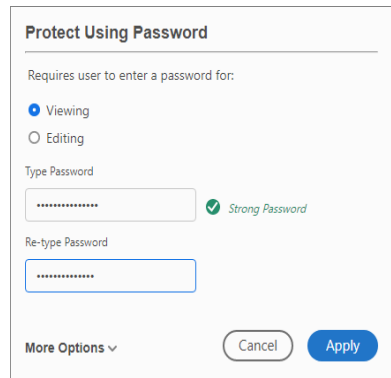 Protect Using Password
Requires user to enter a password for:
Viewing
Editing
Type Password
•••••••••••••••
Strong Password
Re-type Password
••••••••••••••
More Options
Cancel
Apply